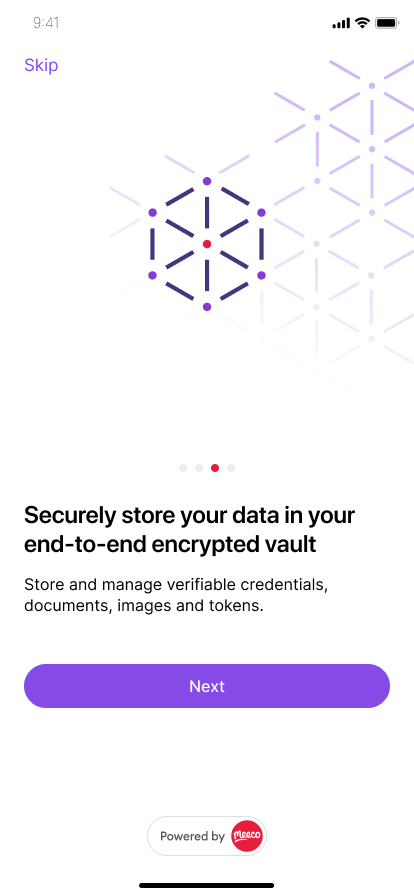 9:41
Skip
Securely store your data in your
end-to-end encrypted vault
Store and manage verifiable credentials,
documents, images and tokens.
Next
Powered by meeco